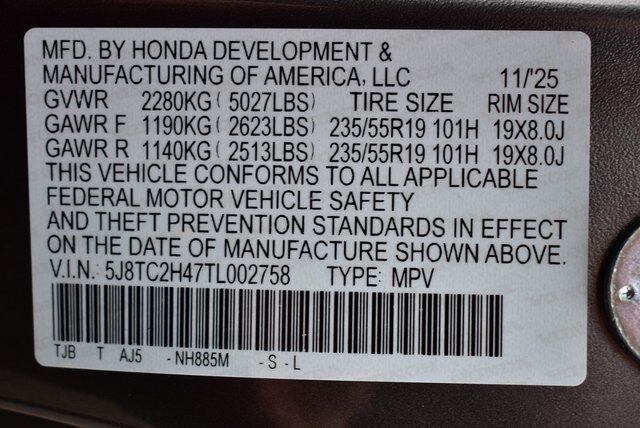 MFD. BY HONDA DEVELOPMENT &
MANUFACTURING OF AMERICA, LLC 11/'25
GVWR 2280KG ( 5027LBS) TIRE SIZE RIM SIZE
GAWR F 1190KG( 2623LBS) 235/55R19 101H 19X8.0J
GAWR R 1140KG( 2513LBS) 235/55R19 101H 19X8.0J
THIS VEHICLE CONFORMS TO ALL APPLICABLE
FEDERAL MOTOR VEHICLE SAFETY
AND THEFT PREVENTION STANDARDS IN EFFECT
ON THE DATE OF MANUFACTURE SHOWN ABOVE.
V.I.N. 5J8TC2H47TL002758 TYPE: MPV
TJB T AJ5 - NH885M - S - L